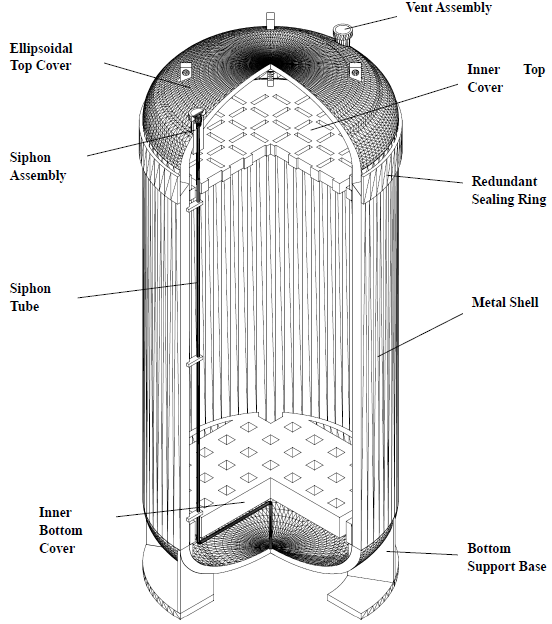 Vent Assembly
Ellipsoidal
Top Cover
Inner Top
Cover
Siphon
Assembly
Redundant
Sealing Ring
Siphon
Tube
Metal Shell
Inner
Bottom
Cover
Bottom
Support Base